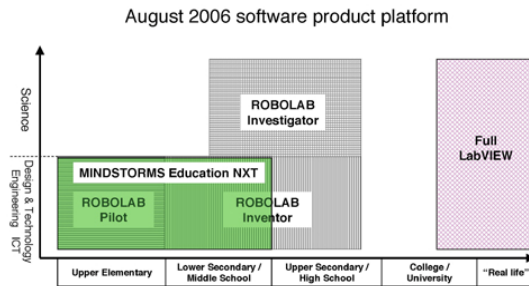 August 2006 software product platform
Science
ROBOLAB
Investigator
Full
LabVIEW
Design & Technology
Engineering ICT
MINDSTORMS Education NXT
ROBOLAB
Pilot
ROBOLAB
Inventor
Upper Elementary
Lower Secondary /
Middle School
Upper Secondary /
High School
College /
University
“Real life”